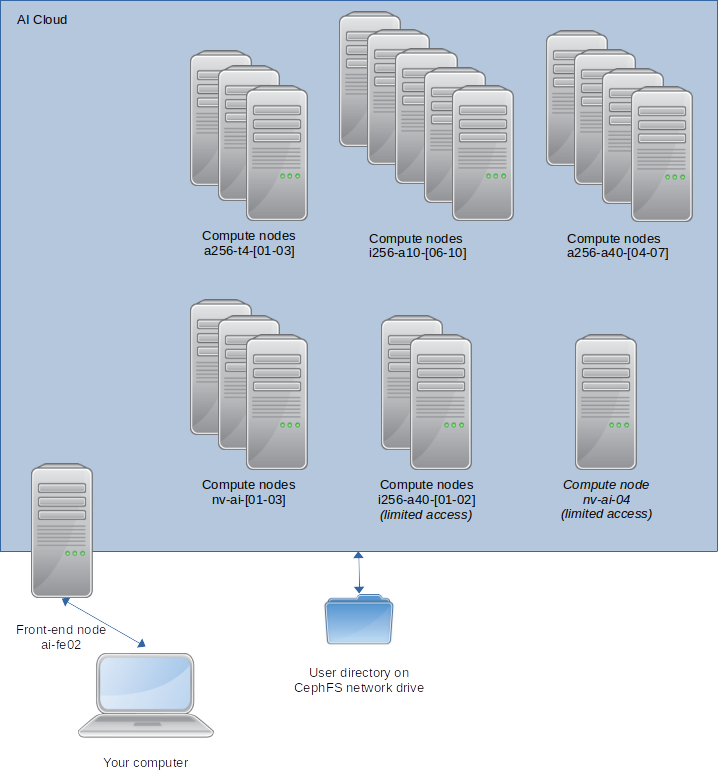 AI Cloud
Compute nodes
a256-t4-[01-03]
Compute nodes
i256-a10-[06-10]
Compute nodes
a256-a40-[04-07]
Compute nodes
nv-ai-[01-03]
Compute nodes
i256-a40-[01-02]
(limited access)
Compute node
nv-ai-04
(limited access)
Front-end node
ai-fe02
User directory on
CephFS network drive
Your computer